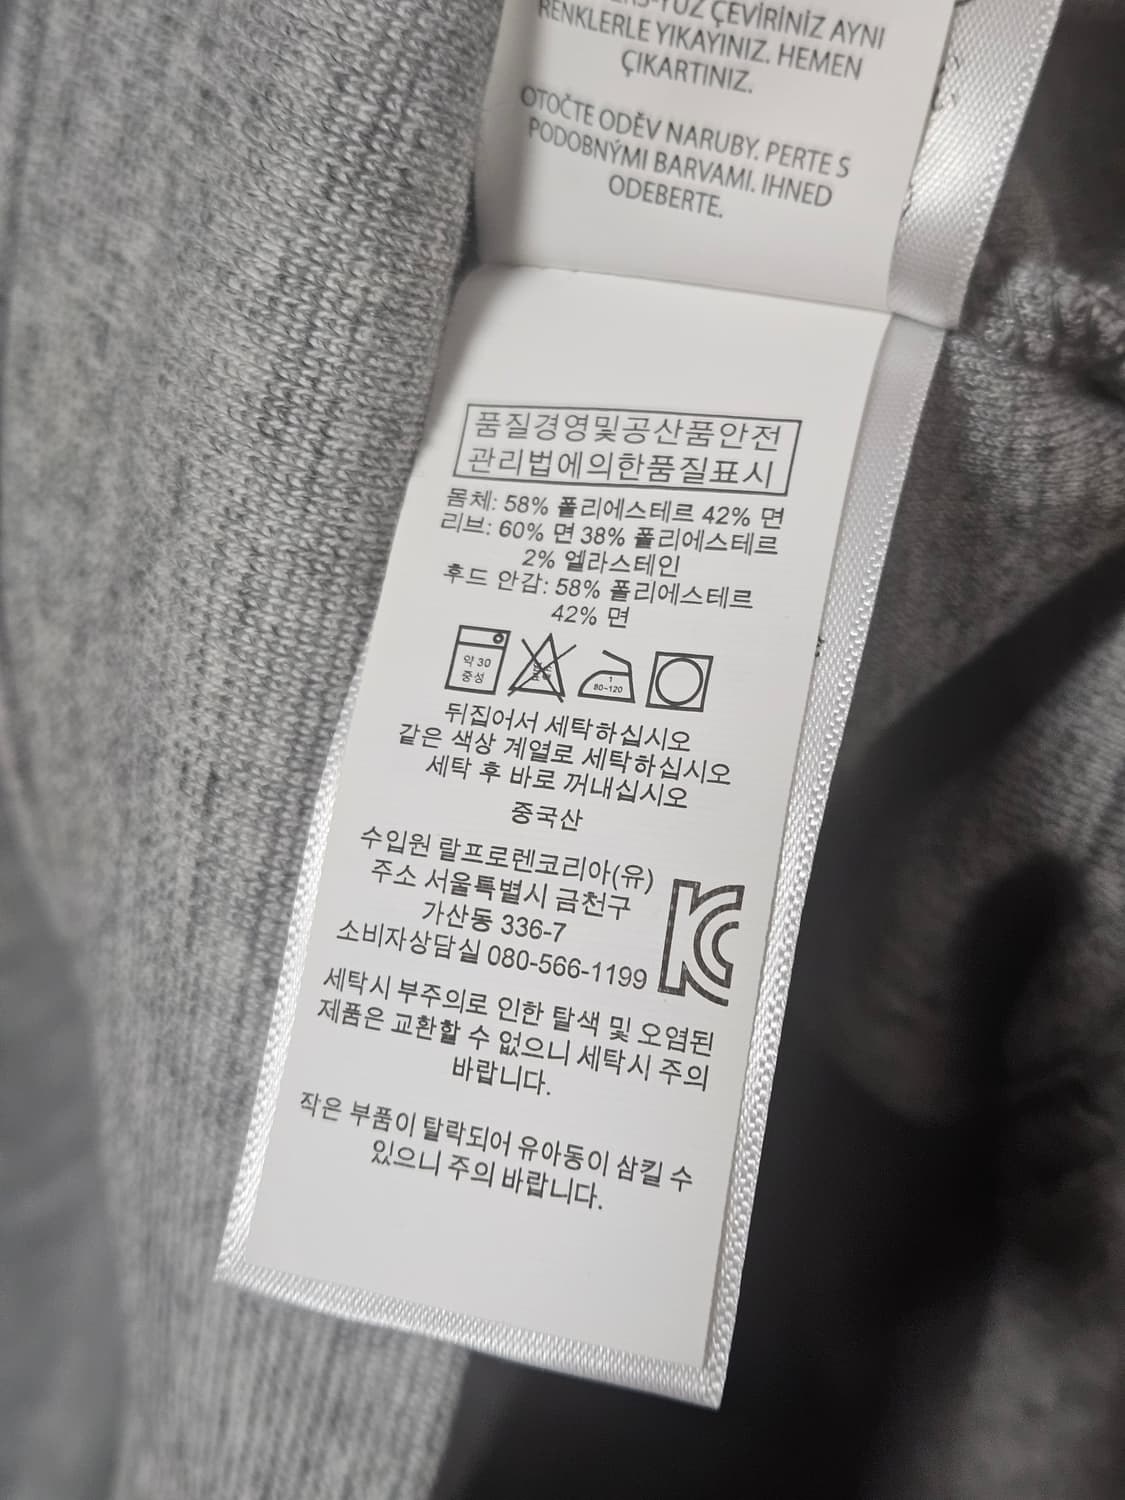 YÜZ ÇEVİRİNİZ AYNI
RENKLERLE YIKAYINIZ. HEMEN
ÇIKARTINIZ.
OTOČTE ODĚV NARUBY. PERTE S
PODOBNÝMI BARVAMI. IHNED
ODEBERTE.
품질경영및공산품안전
관리법에의한품질표시
몸체: 58% 폴리에스테르 42% 면
리브: 60% 면 38% 폴리에스테르
2% 엘라스테인
후드 안감: 58% 폴리에스테르
42% 면
약 30
중성
1
80~120
뒤집어서 세탁하십시오
같은 색상 계열로 세탁하십시오
세탁 후 바로 꺼내십시오
중국산
수입원 랄프로렌코리아(유)
주소 서울특별시 금천구
가산동 336-7
소비자상담실 080-566-1199
KC
세탁시 부주의로 인한 탈색 및 오염된
제품은 교환할 수 없으니 세탁시 주의
바랍니다.
작은 부품이 탈락되어 유아동이 삼킬 수
있으니 주의 바랍니다.